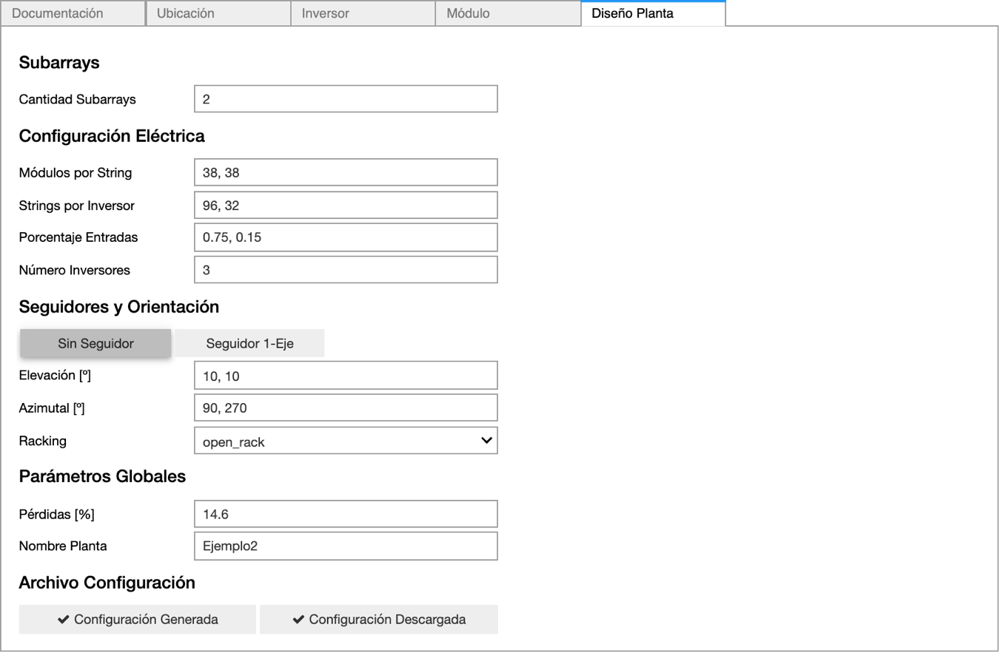 Documentación Ubicación Inversor Módulo Diseño Planta
Subarrays
Cantidad Subarrays 2
Configuración Eléctrica
Módulos por String 38, 38
Strings por Inversor 96, 32
Porcentaje Entradas 0.75, 0.15
Número Inversores 3
Seguidores y Orientación
Sin Seguidor Seguidor 1-Eje
Elevación [º] 10, 10
Azimutal [º] 90, 270
Racking open_rack
Parámetros Globales
Pérdidas [%] 14.6
Nombre Planta Ejemplo2
Archivo Configuración
✔ Configuración Generada ✔ Configuración Descargada